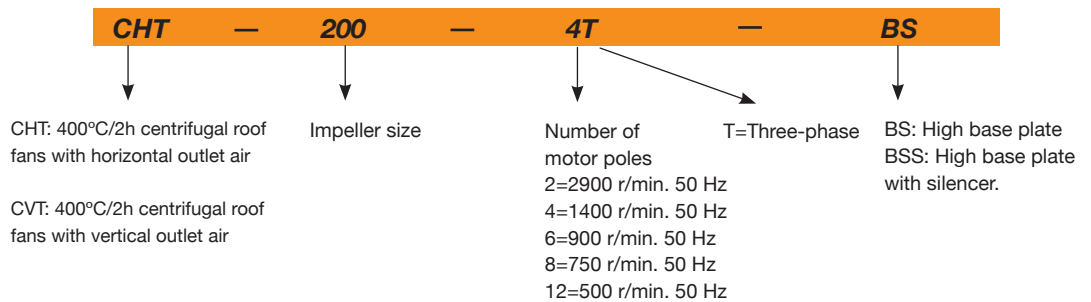 CHT — 200 — 4T — BS
CHT: 400ºC/2h centrifugal roof
fans with horizontal outlet air
CVT: 400ºC/2h centrifugal roof
fans with vertical outlet air
Impeller size
Number of
motor poles
2=2900 r/min. 50 Hz
4=1400 r/min. 50 Hz
6=900 r/min. 50 Hz
8=750 r/min. 50 Hz
12=500 r/min. 50 Hz
T=Three-phase
BS: High base plate
BSS: High base plate
with silencer.